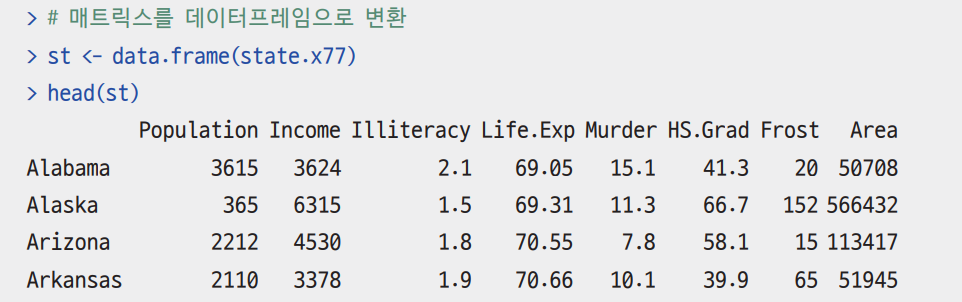 > # 매트릭스를 데이터프레임으로 변환
> st <- data.frame(state.x77)
> head(st)
Population Income Illiteracy Life.Exp Murder HS.Grad Frost Area
Alabama 3615 3624 2.1 69.05 15.1 41.3 20 50708
Alaska 365 6315 1.5 69.31 11.3 66.7 152 566432
Arizona 2212 4530 1.8 70.55 7.8 58.1 15 113417
Arkansas 2110 3378 1.9 70.66 10.1 39.9 65 51945